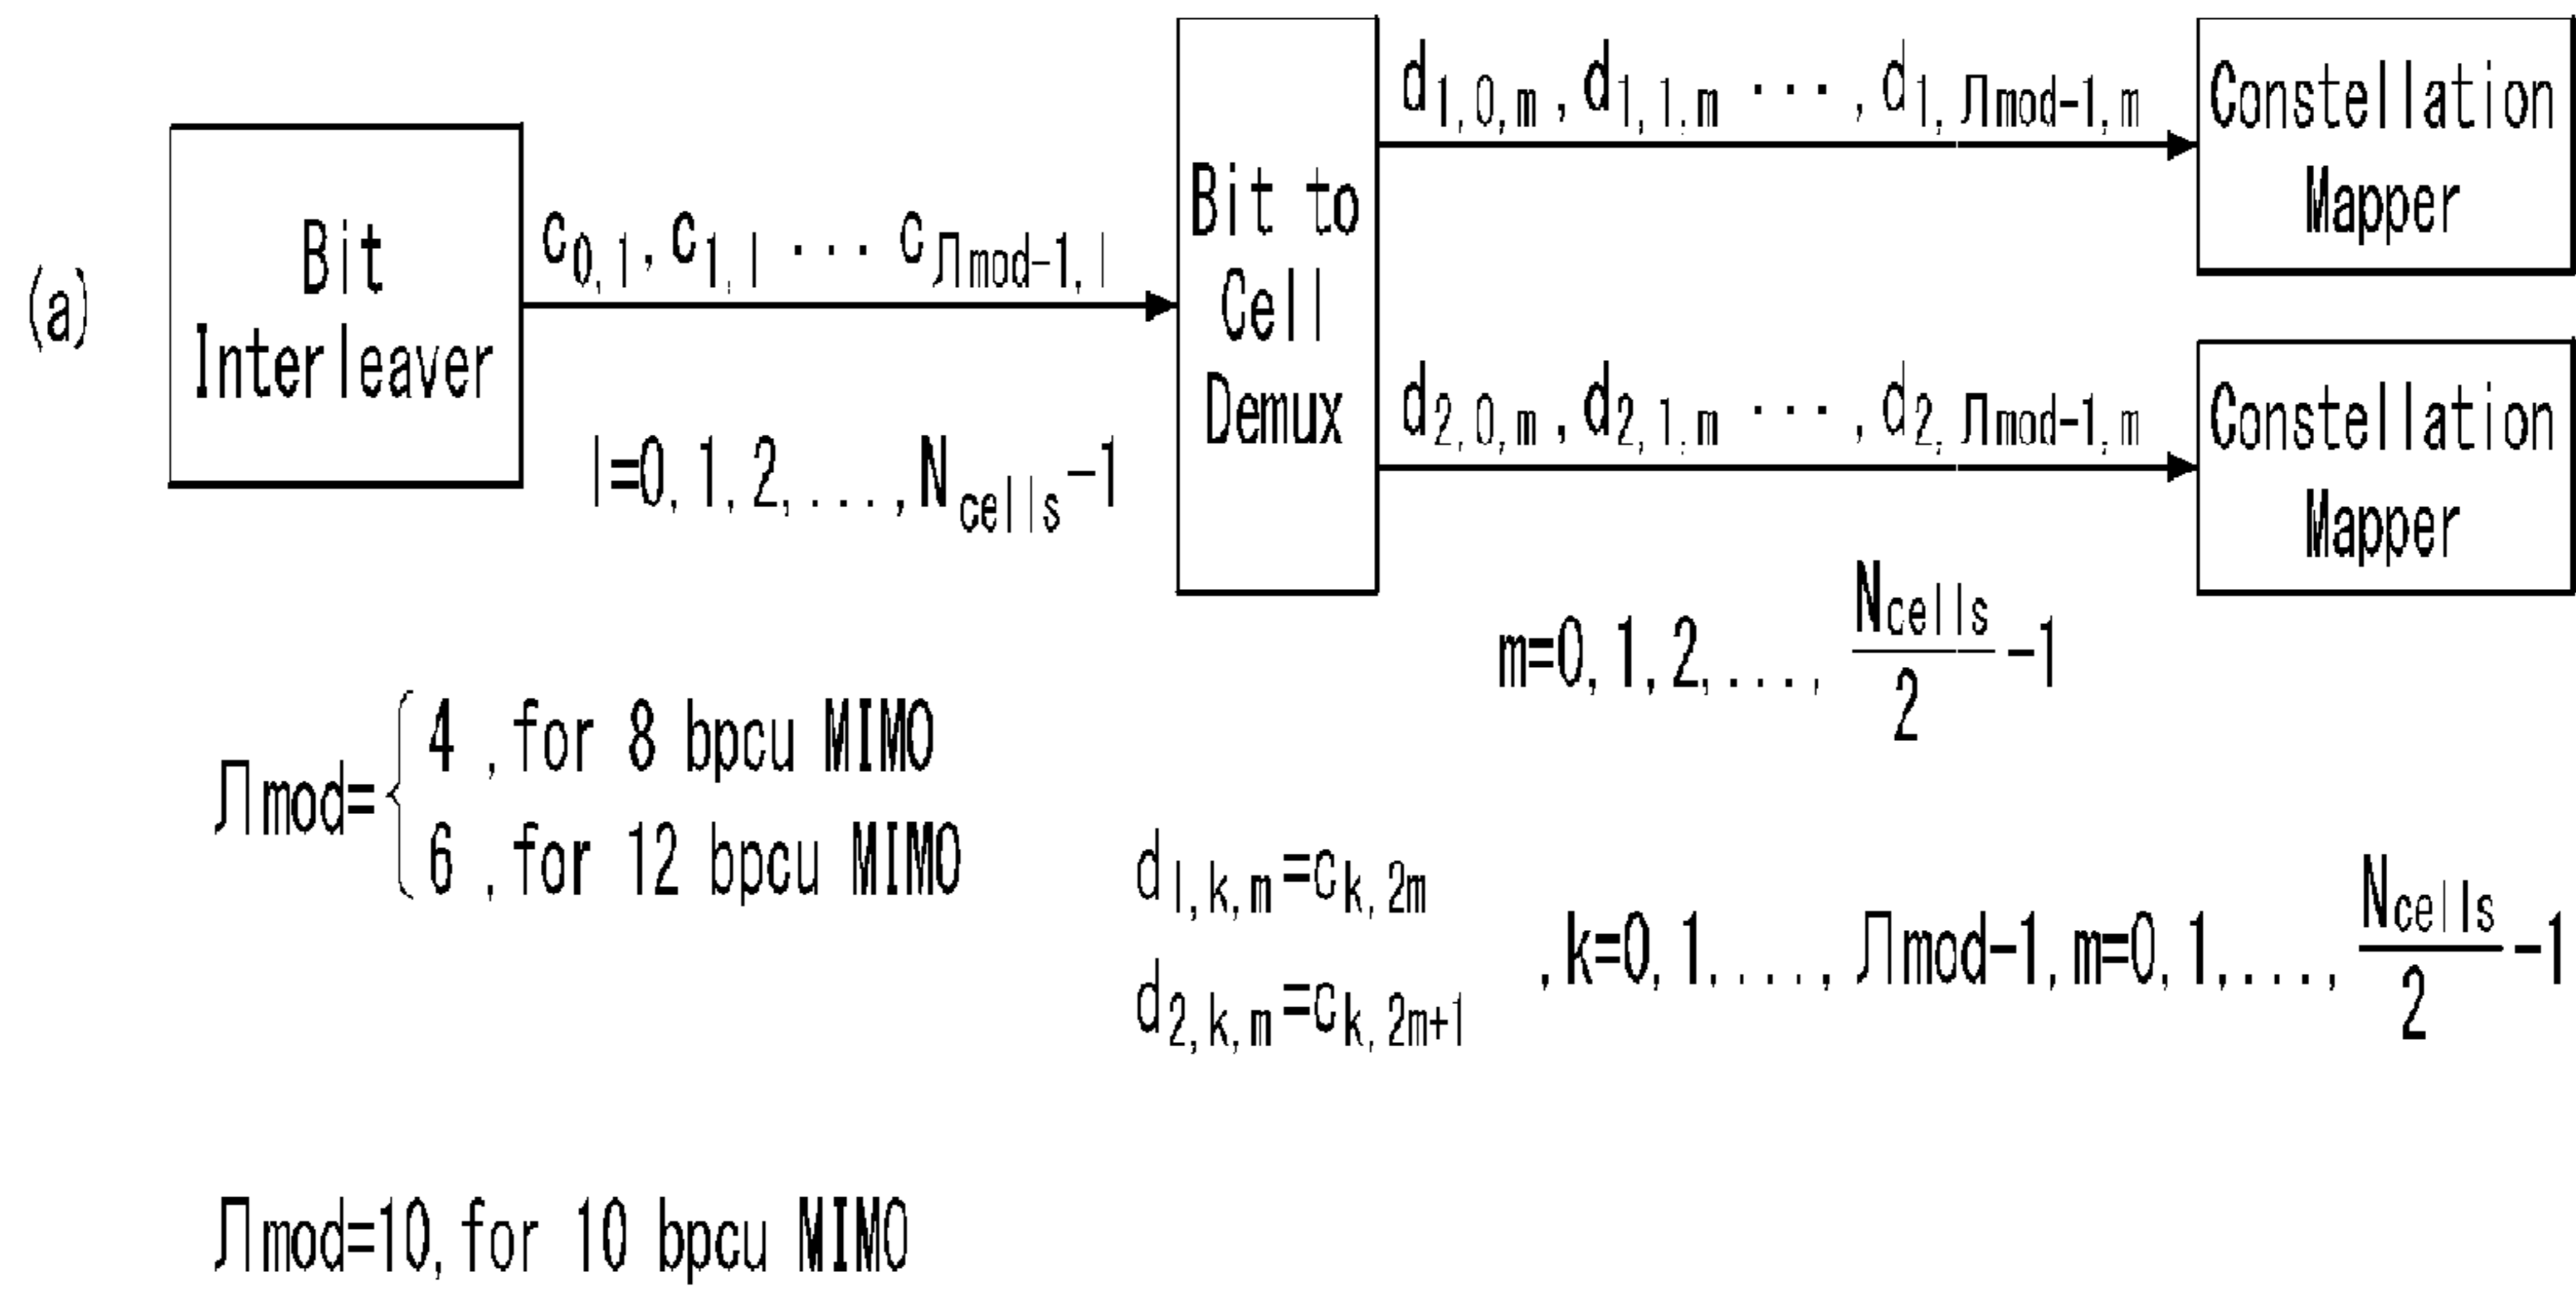 (a)
Bit
Interleaver
c0,1, c1,l ··· cЛmod-1,l
l=0, 1, 2, ..., Ncells-1
Bit to
Cell
Demux
d1,0,m, d1,1,m ···, d1,Лmod-1,m
Constellation
Mapper
d2,0,m, d2,1,m ···, d2,Лmod-1,m
Constellation
Mapper
m=0, 1, 2, ..., Ncells/2 -1
Лmod= { 4 , for 8 bpcu MIMO
6 , for 12 bpcu MIMO
d1,k,m=ck,2m
d2,k,m=ck,2m+1
, k=0, 1, ..., Лmod-1, m=0, 1, ..., Ncells/2 -1
Лmod=10, for 10 bpcu MIMO